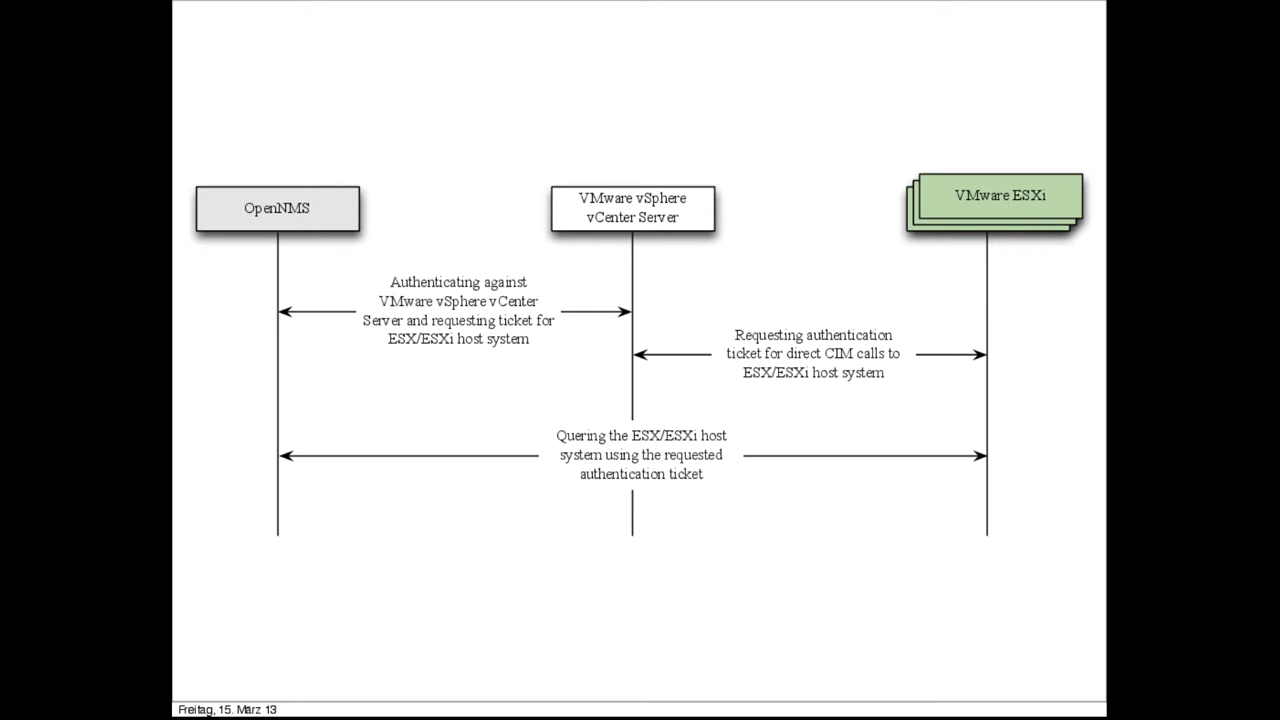 OpenNMS
VMware vSphere
vCenter Server
VMware ESXi
Authenticating against
VMware vSphere vCenter
Server and requesting ticket for
ESX/ESXi host system
Requesting authentication
ticket for direct CIM calls to
ESX/ESXi host system
Quering the ESX/ESXi host
system using the requested
authentication ticket
Freitag, 15. März 13